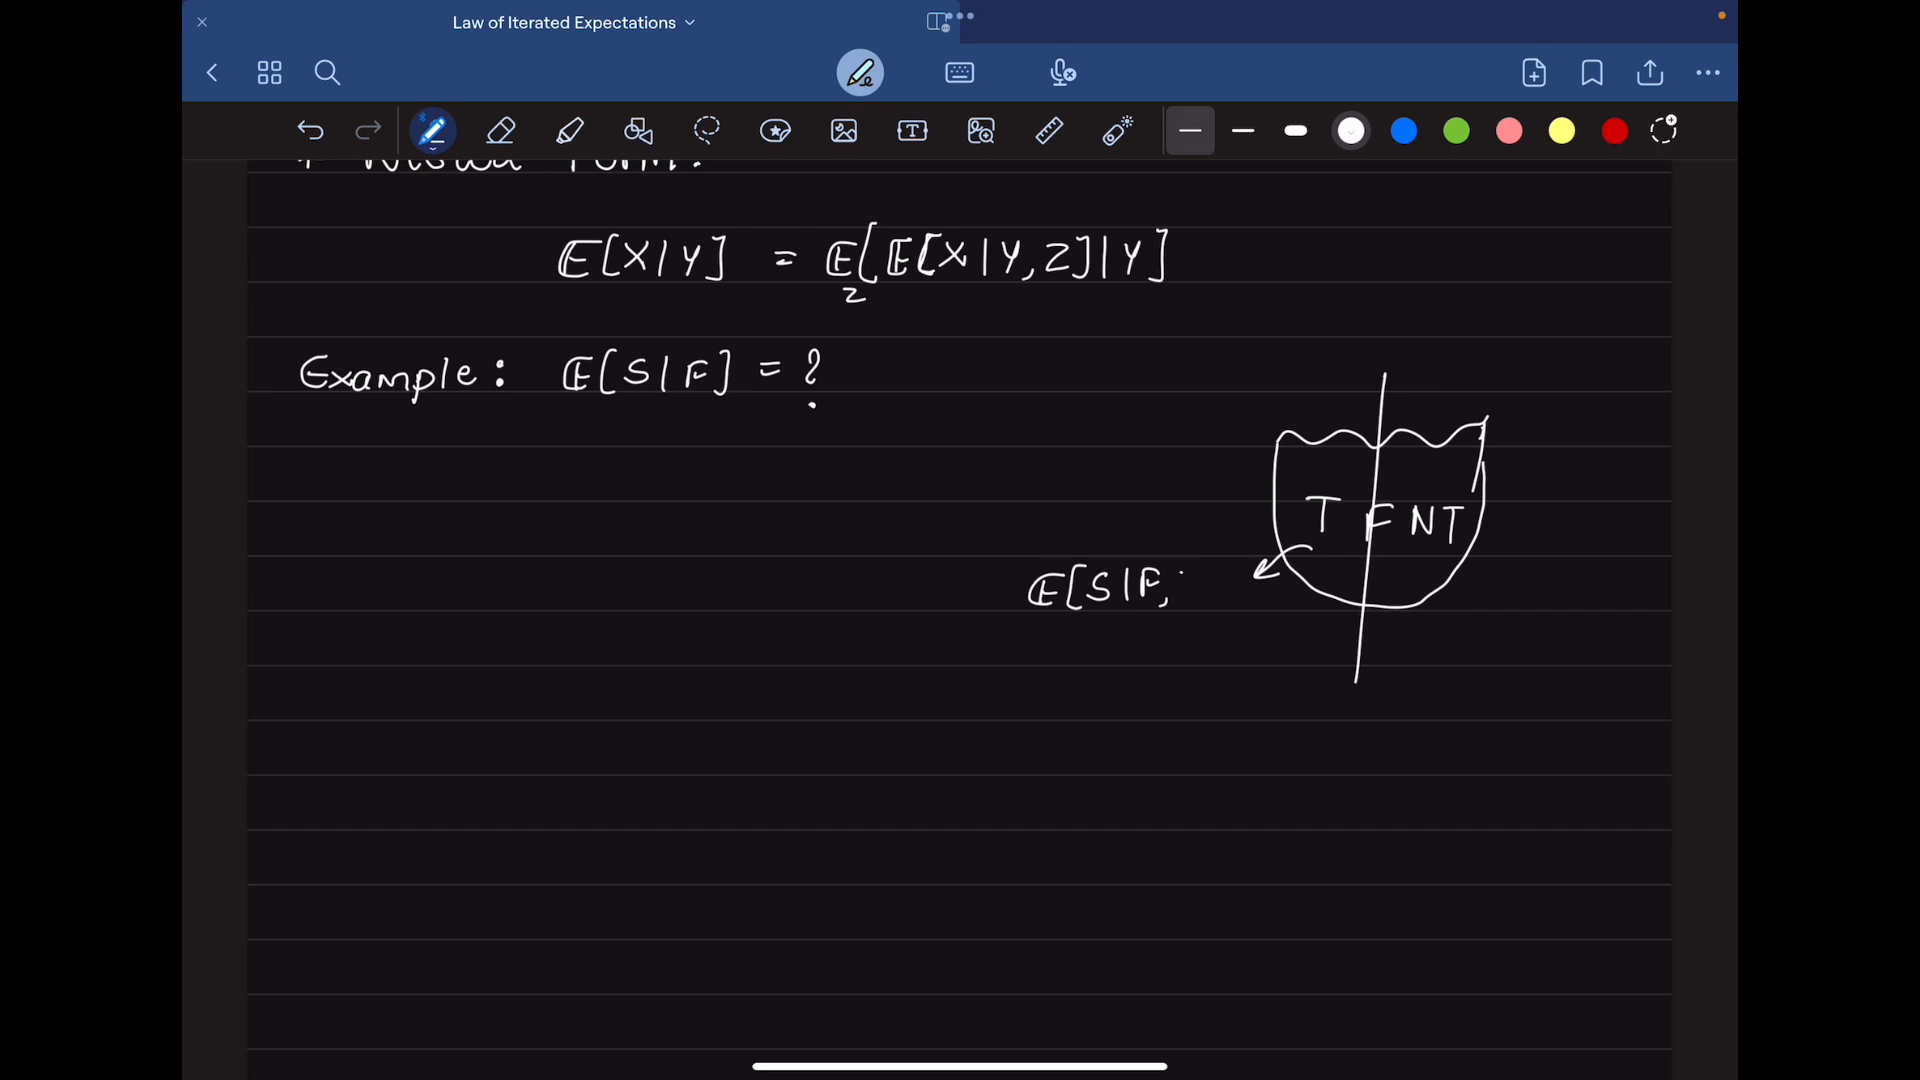 Law of Iterated Expectations
𝔼[X|Y] = 𝔼[𝔼[X|Y,Z]|Y]
Z
Example: 𝔼[S|F] = ?
T F NT
𝔼[S|F,